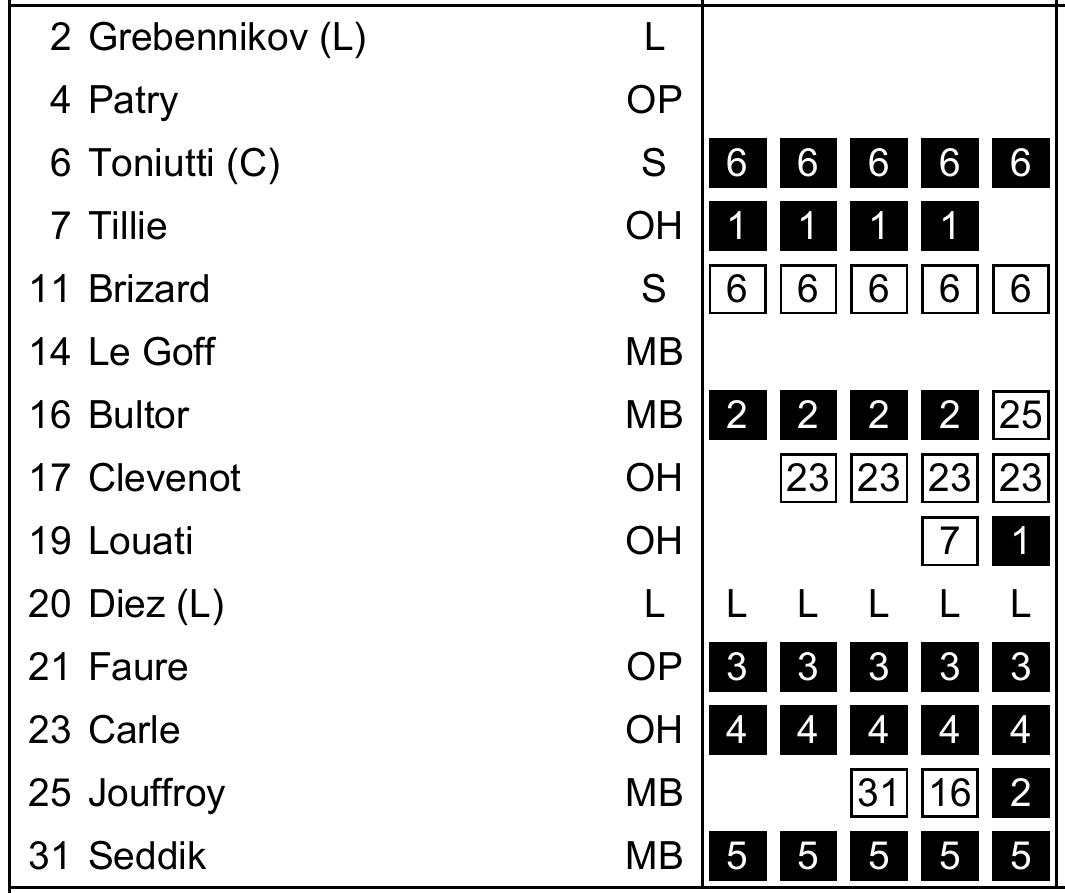 2 Grebennikov (L) L
4 Patry OP
6 Toniutti (C) S 6 6 6 6 6
7 Tillie OH 1 1 1 1
11 Brizard S 6 6 6 6 6
14 Le Goff MB
16 Bultor MB 2 2 2 2 25
17 Clevenot OH 23 23 23 23
19 Louati OH 7 1
20 Diez (L) L L L L L L
21 Faure OP 3 3 3 3 3
23 Carle OH 4 4 4 4 4
25 Jouffroy MB 31 16 2
31 Seddik MB 5 5 5 5 5